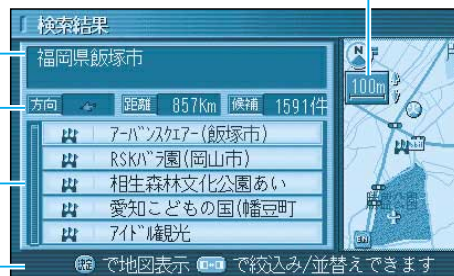 検索結果
福岡県飯塚市
方向 距離 857Km 候補 1591件
アーバンスクエアー(飯塚市)
RSKバラ園(岡山市)
相生森林文化公園あい
愛知こどもの国(幡豆町
アイドル観光
で地図表示 で絞込み/並替えできます
N
100m